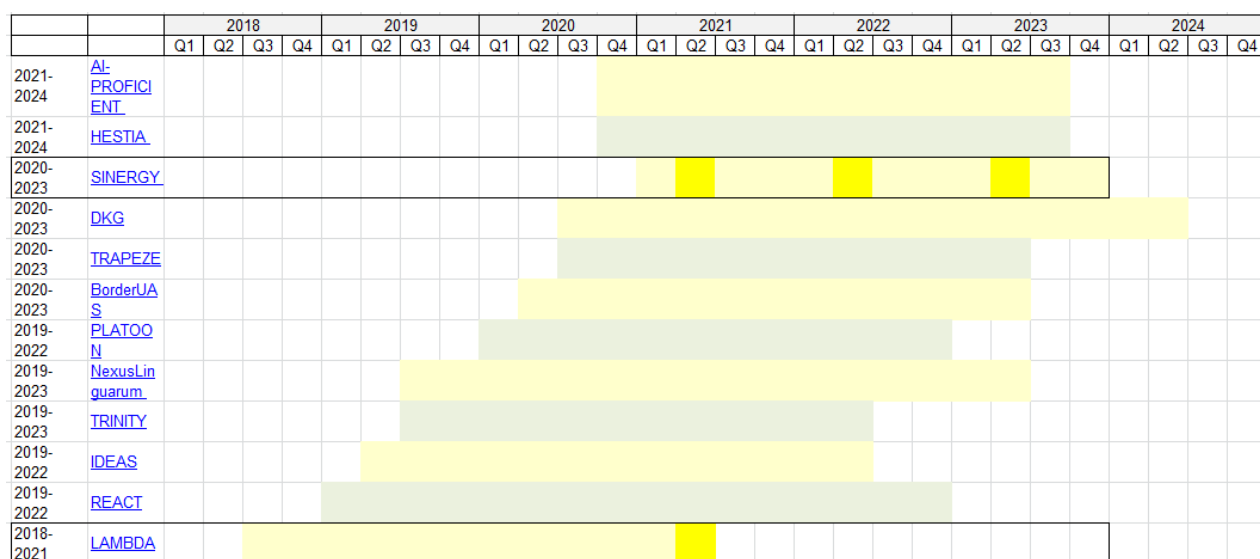 2018 2019 2020 2021 2022 2023 2024
Q1 Q2 Q3 Q4 Q1 Q2 Q3 Q4 Q1 Q2 Q3 Q4 Q1 Q2 Q3 Q4 Q1 Q2 Q3 Q4 Q1 Q2 Q3 Q4 Q1 Q2 Q3 Q4
2021-
2024
AI-
PROFICI
ENT
2021-
2024
HESTIA
2020-
2023
SINERGY
2020-
2023
DKG
2020-
2023
TRAPEZE
2020-
2023
BorderUA
S
2019-
2022
PLATOO
N
2019-
2023
NexusLin
guarum
2019-
2023
TRINITY
2019-
2022
IDEAS
2019-
2022
REACT
2018-
2021
LAMBDA